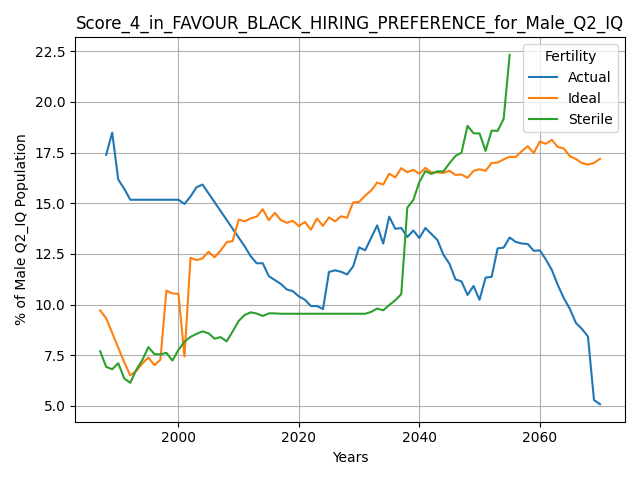 Score_4_in_FAVOUR_BLACK_HIRING_PREFERENCE_for_Male_Q2_IQ
Fertility
Actual
Ideal
Sterile
% of Male Q2_IQ Population
22.5
20.0
17.5
15.0
12.5
10.0
7.5
5.0
2000
2020
2040
2060
Years